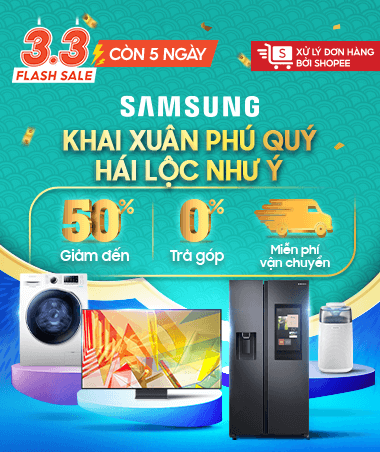 3.3
FLASH SALE
CÒN 5 NGÀY
S
XỬ LÝ ĐƠN HÀNG
BỞI SHOPEE
SAMSUNG
KHAI XUÂN PHÚ QUÝ
HÁI LỘC NHƯ Ý
50%
Giảm đến
0%
Trả góp
Miễn phí
vận chuyển